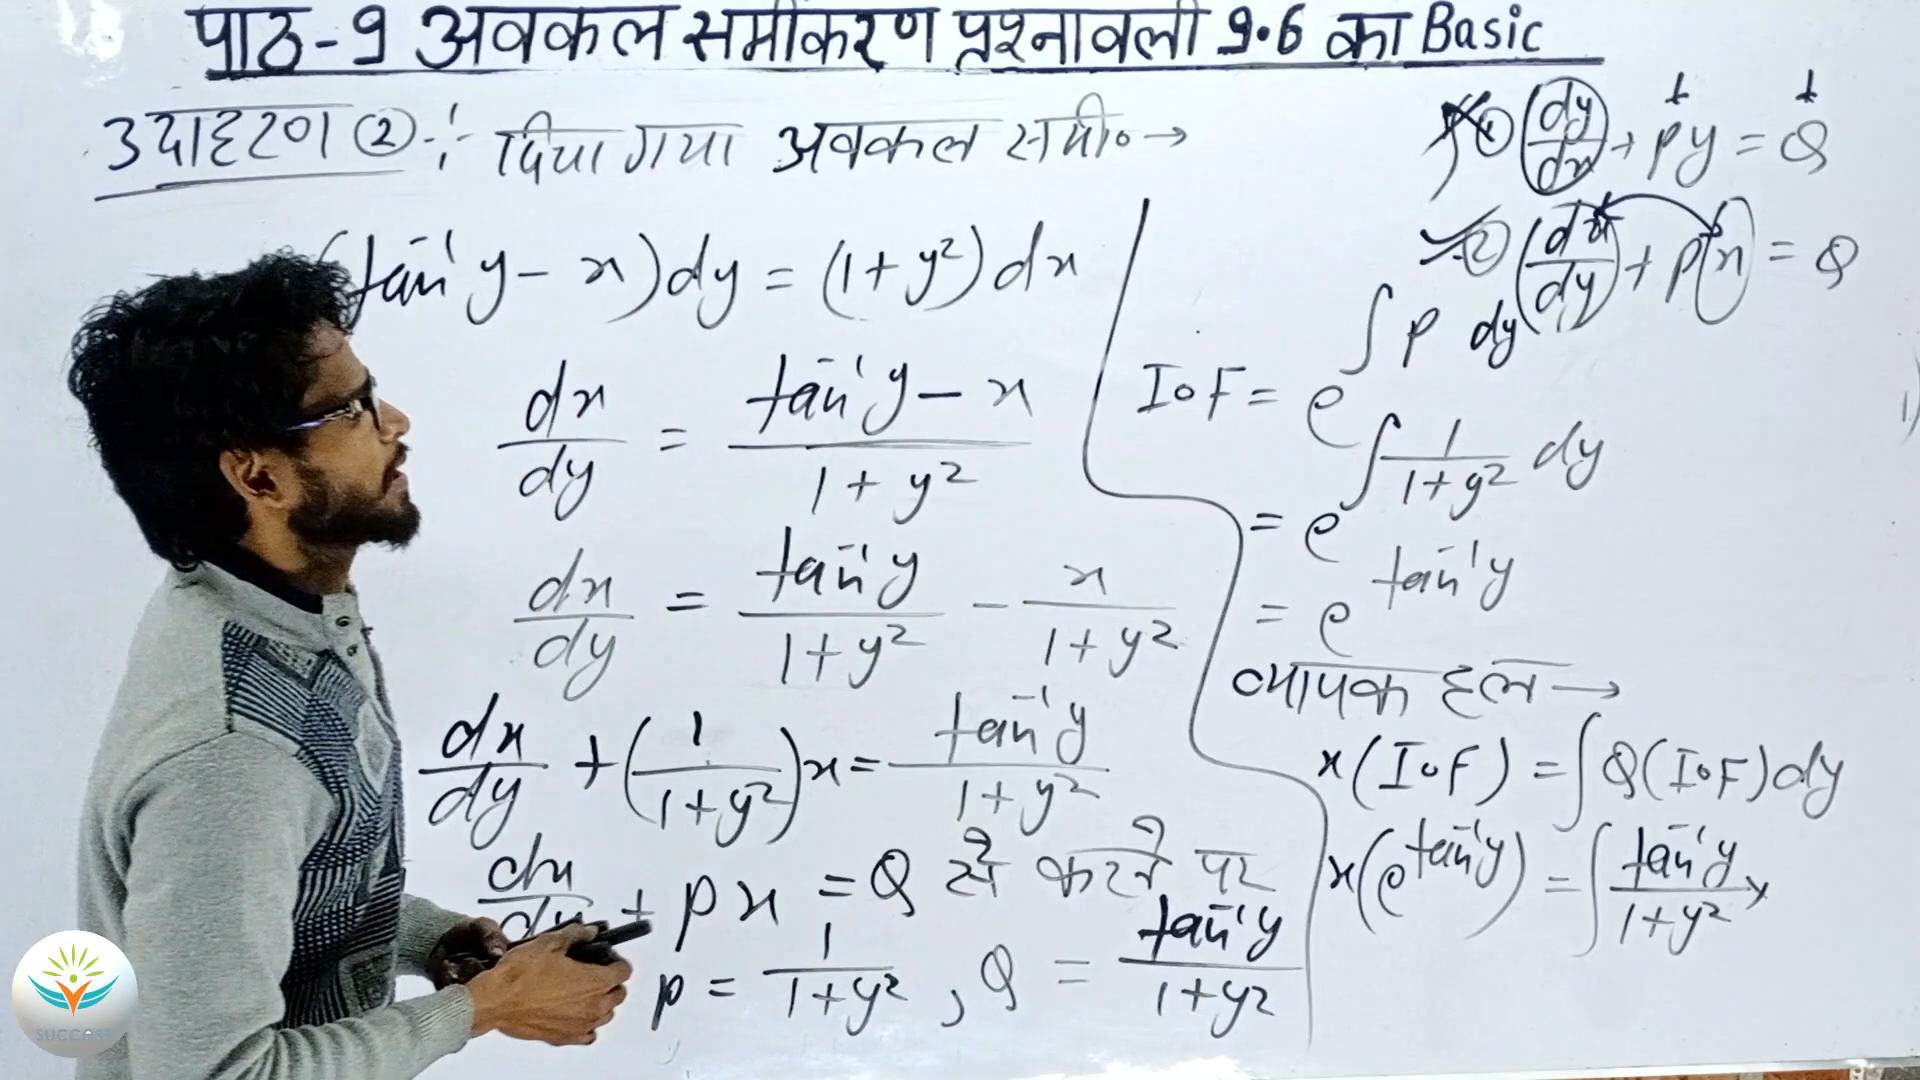 पाठ-9 अवकल समीकरण प्रश्नावली 9.6 का Basic
उदाहरण ② :- दिया गया अवकल समी० →
(tan⁻¹y - x)dy = (1+y²)dx
dx/dy = (tan⁻¹y - x)/(1+y²)
dx/dy = tan⁻¹y/(1+y²) - x/(1+y²)
dx/dy + (1/(1+y²))x = tan⁻¹y/(1+y²)
dx/dy + px = Q से करने पर
p = 1/(1+y²), Q = tan⁻¹y/(1+y²)
① dy/dx + py = Q
② dx/dy + p(x) = Q
I.F = e^∫p dy
= e^∫1/(1+y²) dy
= e^tan⁻¹y
व्यापक हल →
x(I.F) = ∫Q(I.F)dy
x(e^tan⁻¹y) = ∫tan⁻¹y/(1+y²) ×
SUCCESS